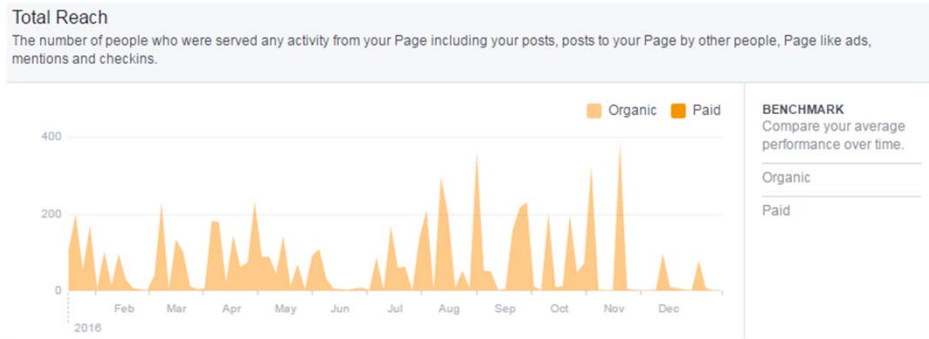 Total Reach
The number of people who were served any activity from your Page including your posts, posts to your Page by other people, Page like ads,
mentions and checkins.
Organic Paid
BENCHMARK
Compare your average
performance over time.
Organic
Paid
400
200
0
Feb Mar Apr May Jun Jul Aug Sep Oct Nov Dec
2016